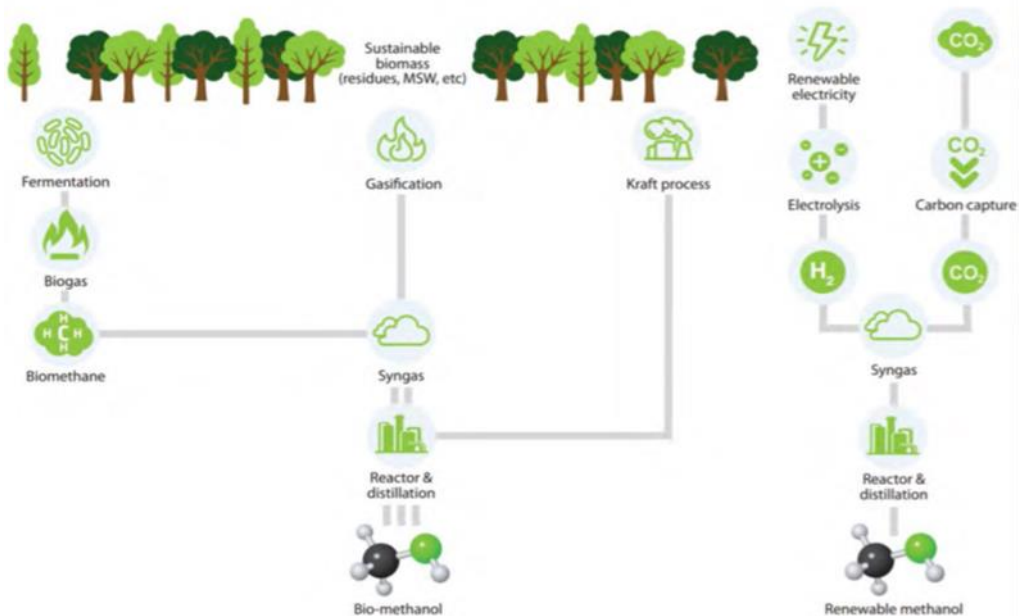 Sustainable
biomass
(residues, MSW, etc)
CO₂
Renewable
electricity
Fermentation
Gasification
Kraft process
CO₂
Electrolysis
Carbon capture
Biogas
H₂
CO₂
H
H C H
H
Biomethane
Syngas
Syngas
Reactor &
distillation
Reactor &
distillation
Bio-methanol
Renewable methanol